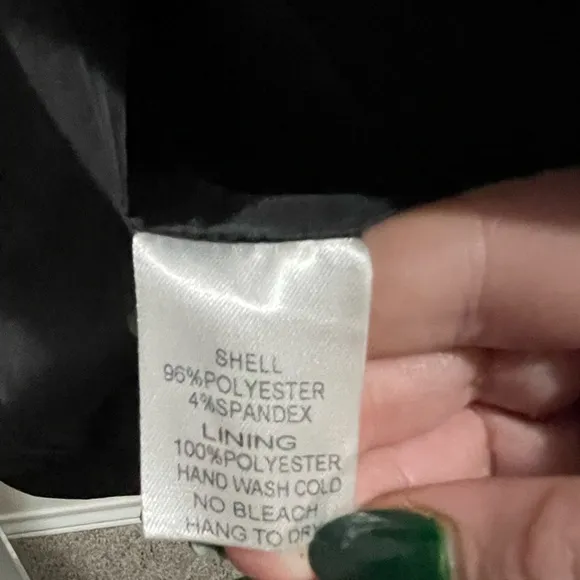 SHELL
96%POLYESTER
4%SPANDEX
LINING
100%POLYESTER
HAND WASH COLD
NO BLEACH
HANG TO DRY